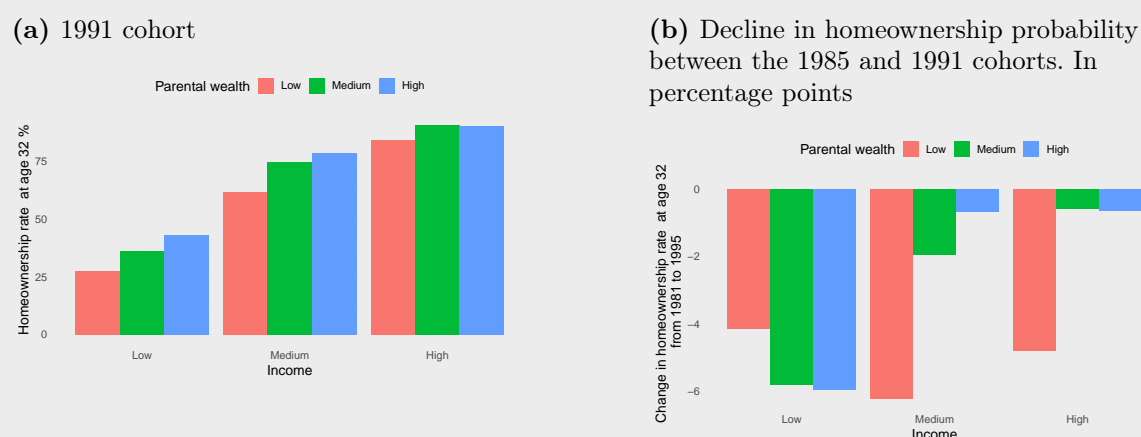 (a) 1991 cohort
Parental wealth Low Medium High
Homeownership rate at age 32 %
75
50
25
0
Low Medium High
Income
(b) Decline in homeownership probability
between the 1985 and 1991 cohorts. In
percentage points
Parental wealth Low Medium High
Change in homeownership rate at age 32
from 1981 to 1995
0
−2
−4
−6
Low Medium High
Income